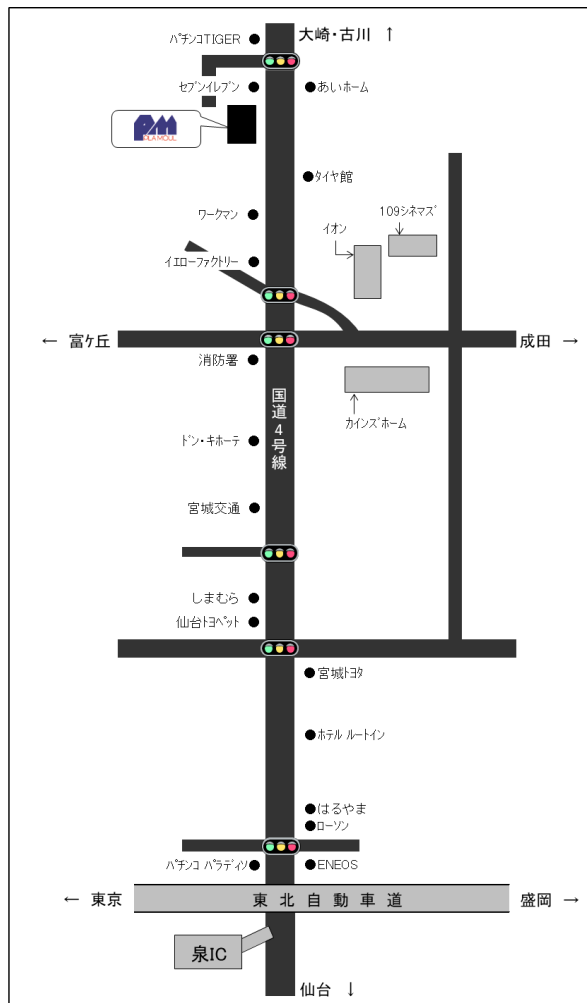 大崎・古川 ↑
パチンコTIGER
セブンイレブン
あいホーム
PM
PILA MOUL
タイヤ館
ワークマン
109シネマズ
イオン
イエローファクトリー
← 富ケ丘
成田 →
消防署
カインズホーム
国道4号線
ドン・キホーテ
宮城交通
しまむら
仙台トヨペット
宮城トヨタ
ホテル ルートイン
はるやま
ローソン
パチンコ パラディソ
ENEOS
← 東京
東北自動車道
盛岡 →
泉IC
仙台 ↓